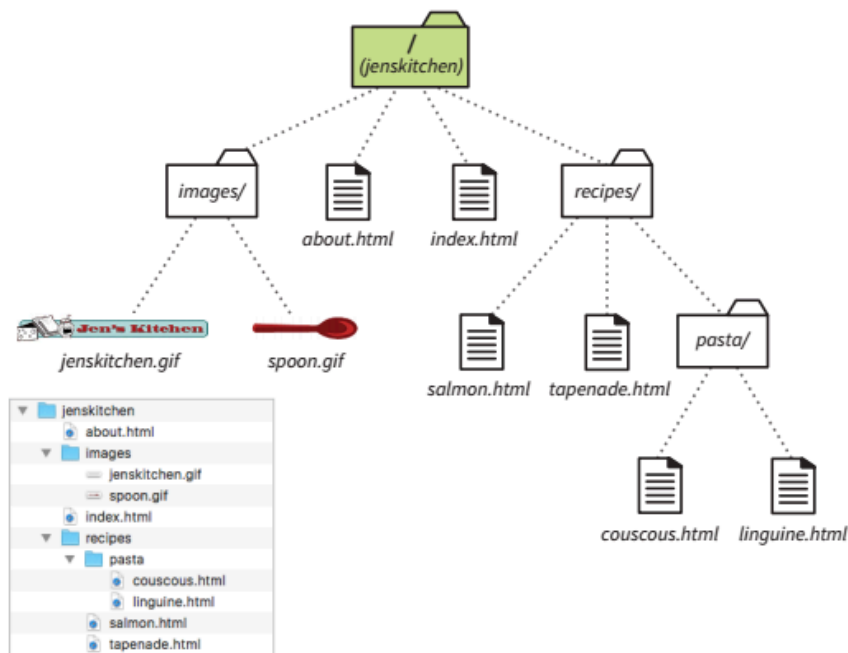 /
(jenskitchen)
images/
about.html
index.html
recipes/
Jen's Kitchen
jenskitchen.gif
spoon.gif
salmon.html
tapenade.html
pasta/
couscous.html
linguine.html
jenskitchen
about.html
images
jenskitchen.gif
spoon.gif
index.html
recipes
pasta
couscous.html
linguine.html
salmon.html
tapenade.html